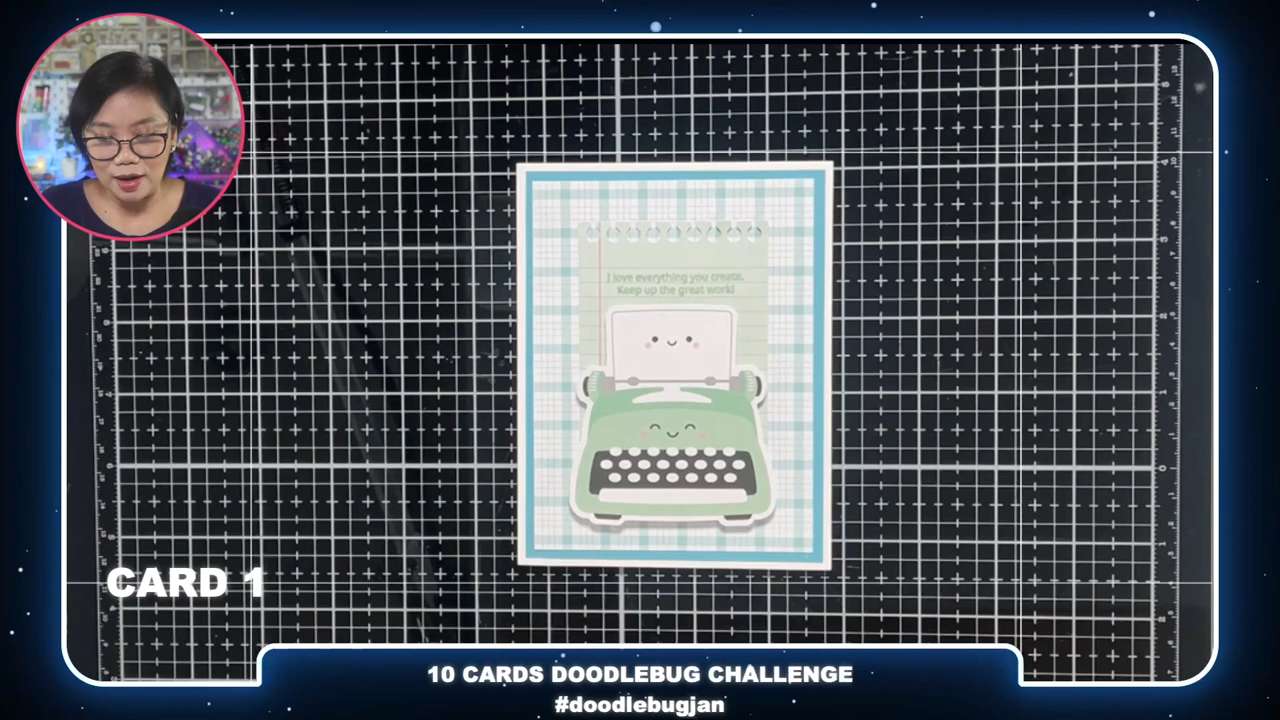 I love everything you create.
Keep up the great work!
CARD 1
10 CARDS DOODLEBUG CHALLENGE
#doodlebugjan